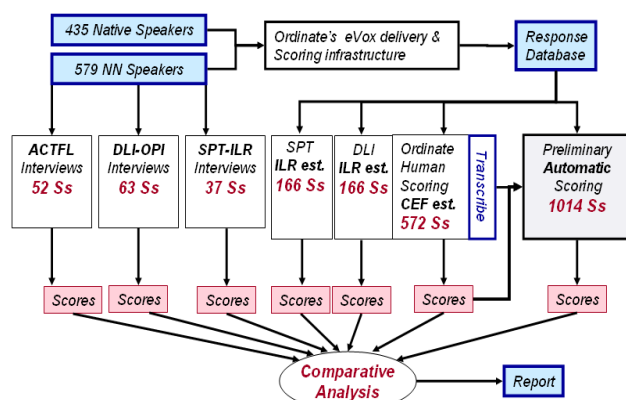 435 Native Speakers
579 NN Speakers
Ordinate's eVox delivery &
Scoring infrastructure
Response
Database
ACTFL
Interviews
52 Ss
DLI-OPI
Interviews
63 Ss
SPT-ILR
Interviews
37 Ss
SPT
ILR est.
166 Ss
DLI
ILR est.
166 Ss
Ordinate
Human
Scoring
CEF est.
572 Ss
Transcribe
Preliminary
Automatic
Scoring
1014 Ss
Scores
Scores
Scores
Scores
Scores
Scores
Scores
Comparative
Analysis
Report